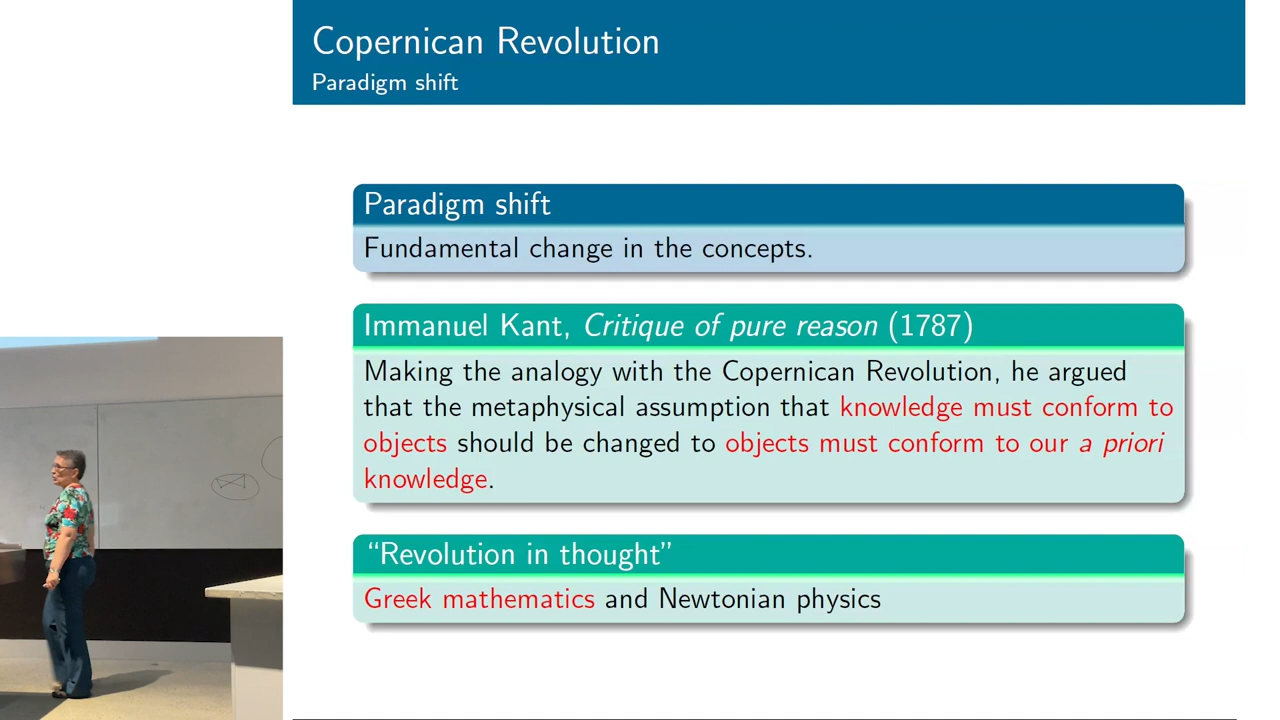 Copernican Revolution
Paradigm shift
Paradigm shift
Fundamental change in the concepts.
Immanuel Kant, Critique of pure reason (1787)
Making the analogy with the Copernican Revolution, he argued
that the metaphysical assumption that knowledge must conform to
objects should be changed to objects must conform to our a priori
knowledge.
“Revolution in thought”
Greek mathematics and Newtonian physics